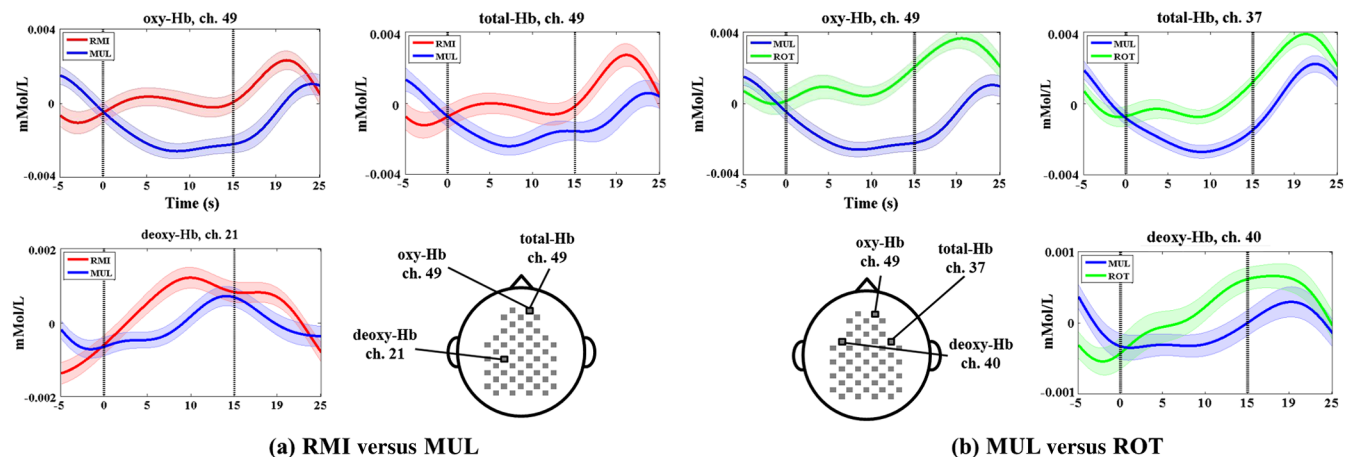 oxy-Hb, ch. 49
0.004
RMI
MUL
mMol/L
0
-0.004
-5 0 5 10 15 19 25
Time (s)
total-Hb, ch. 49
0.004
RMI
MUL
0
-0.004
-5 0 5 10 15 19 25
deoxy-Hb, ch. 21
0.002
RMI
MUL
mMol/L
0
-0.002
-5 0 5 10 15 19 25
oxy-Hb
ch. 49
total-Hb
ch. 49
deoxy-Hb
ch. 21
(a) RMI versus MUL
oxy-Hb, ch. 49
0.004
MUL
ROT
mMol/L
0
-0.004
-5 0 5 10 15 19 25
Time (s)
total-Hb, ch. 37
0.004
MUL
ROT
mMol/L
0
-0.004
-5 0 5 10 15 19 25
oxy-Hb
ch. 49
total-Hb
ch. 37
deoxy-Hb
ch. 40
deoxy-Hb, ch. 40
0.001
MUL
ROT
mMol/L
0
-0.001
-5 0 5 10 15 19 25
(b) MUL versus ROT